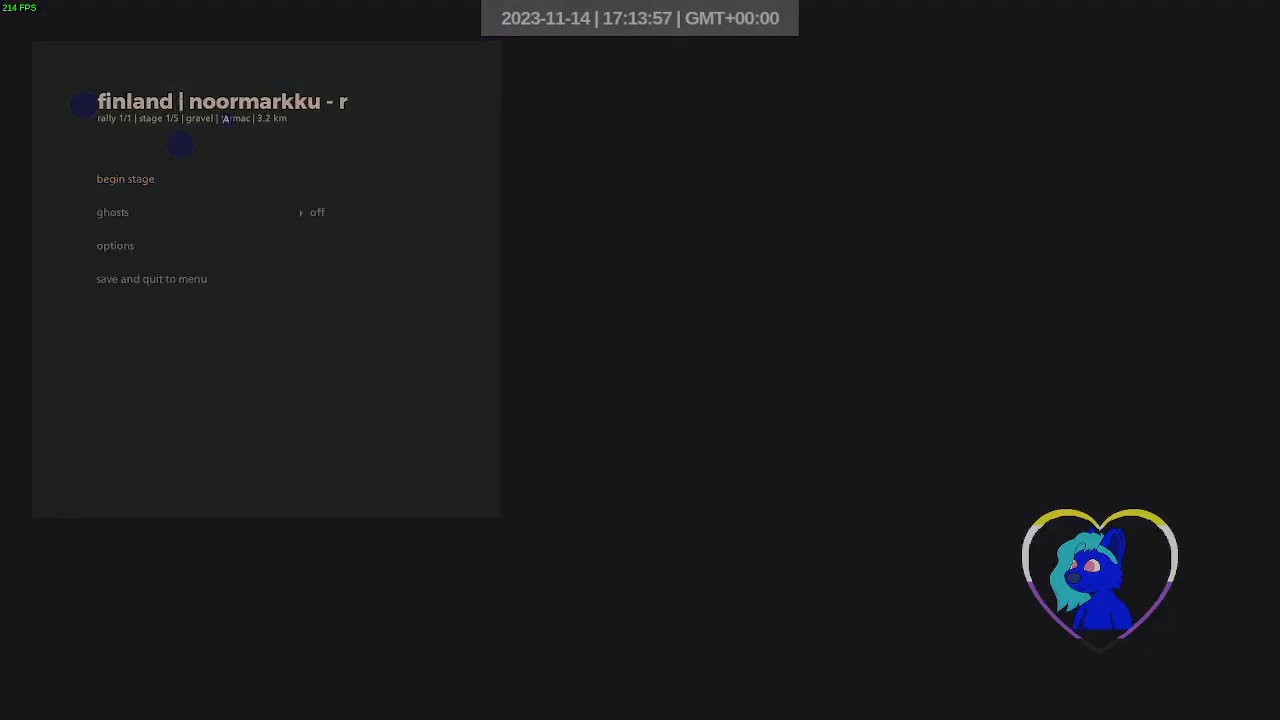 214 FPS
2023-11-14 | 17:13:57 | GMT+00:00
finland | noormarkku - r
rally 1/1 | stage 1/5 | gravel | tarmac | 3.2 km
begin stage
ghosts off
options
save and quit to menu